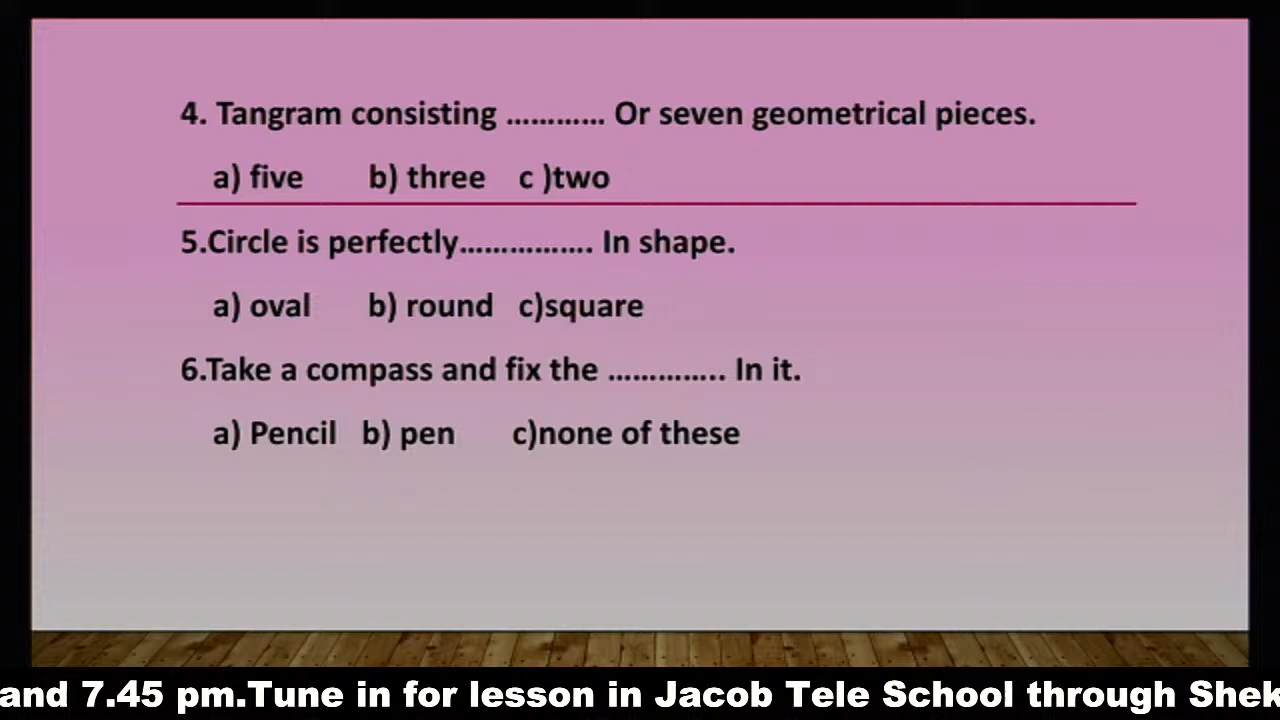 4. Tangram consisting ………… Or seven geometrical pieces.
a) five b) three c )two
5.Circle is perfectly……………. In shape.
a) oval b) round c)square
6.Take a compass and fix the ………….. In it.
a) Pencil b) pen c)none of these
and 7.45 pm.Tune in for lesson in Jacob Tele School through Shek